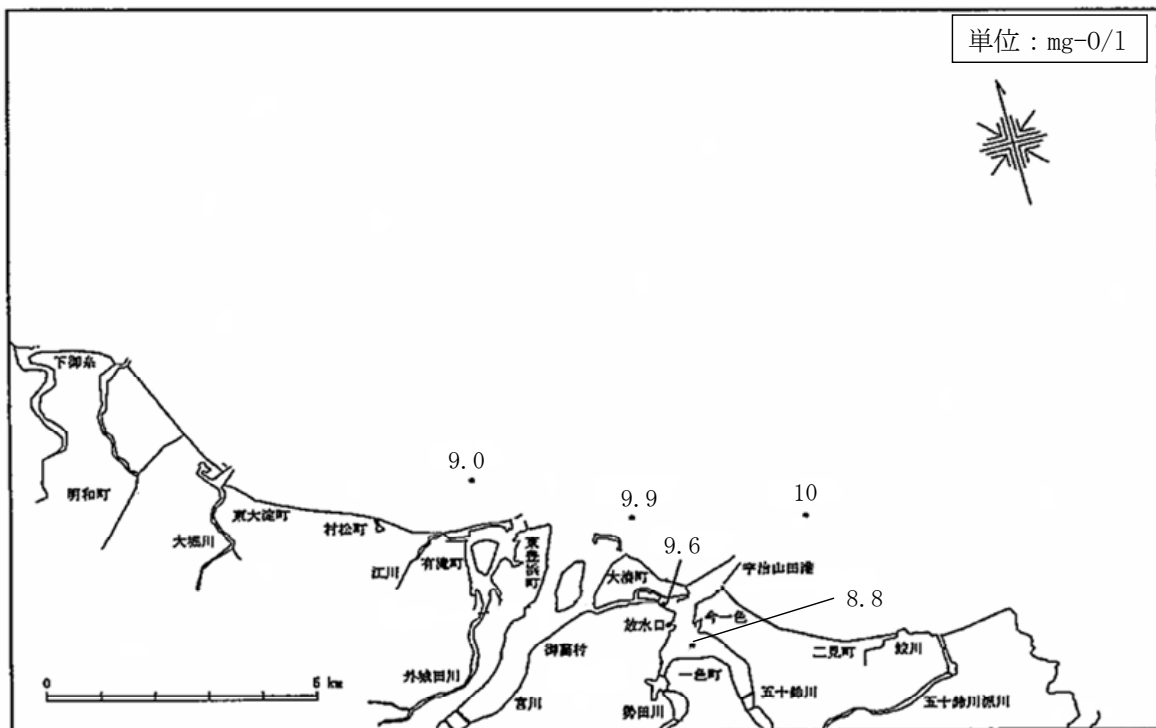 単位：mg-O/l
下御糸
明和町
大堀川
東大淀町
村松町
江川
有滝町
東豊浜町
9.0
9.9
10
9.6
8.8
大湊町
宇治山田港
今一色
放水口
御薗村
外城田川
宮川
勢田川
一色町
五十鈴川
二見町
鮫川
五十鈴川派川
0
5 km